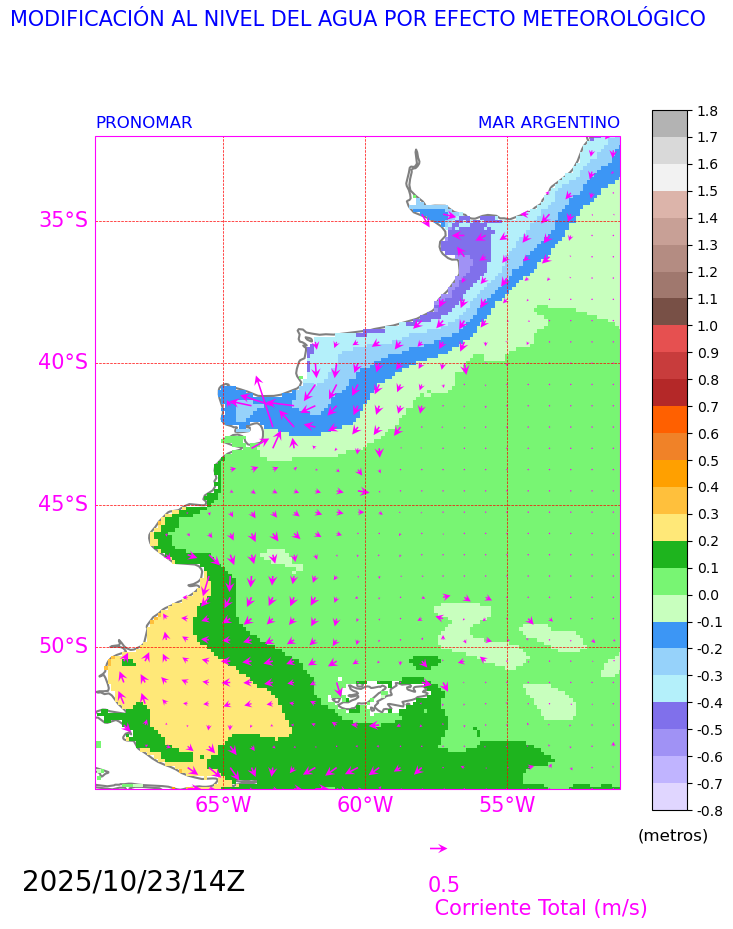 MODIFICACIÓN AL NIVEL DEL AGUA POR EFECTO METEOROLÓGICO
PRONOMAR MAR ARGENTINO
35°S
40°S
45°S
50°S
65°W 60°W 55°W
1.8
1.7
1.6
1.5
1.4
1.3
1.2
1.1
1.0
0.9
0.8
0.7
0.6
0.5
0.4
0.3
0.2
0.1
0.0
-0.1
-0.2
-0.3
-0.4
-0.5
-0.6
-0.7
-0.8
(metros)
2025/10/23/14Z
0.5
Corriente Total (m/s)